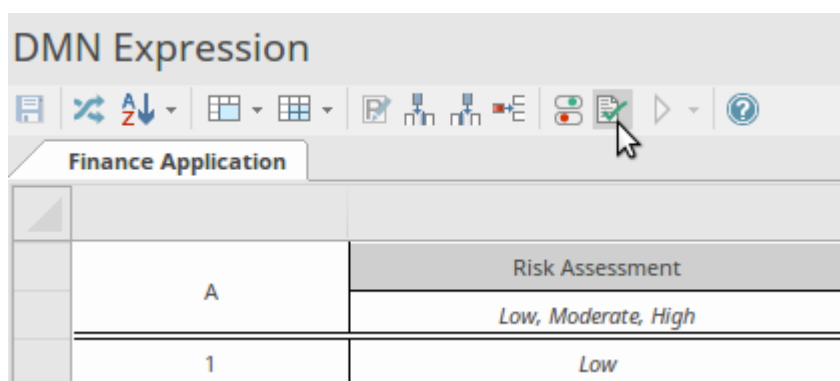 DMN Expression
A
Z
?
Finance Application
Risk Assessment
A
Low, Moderate, High
1
Low